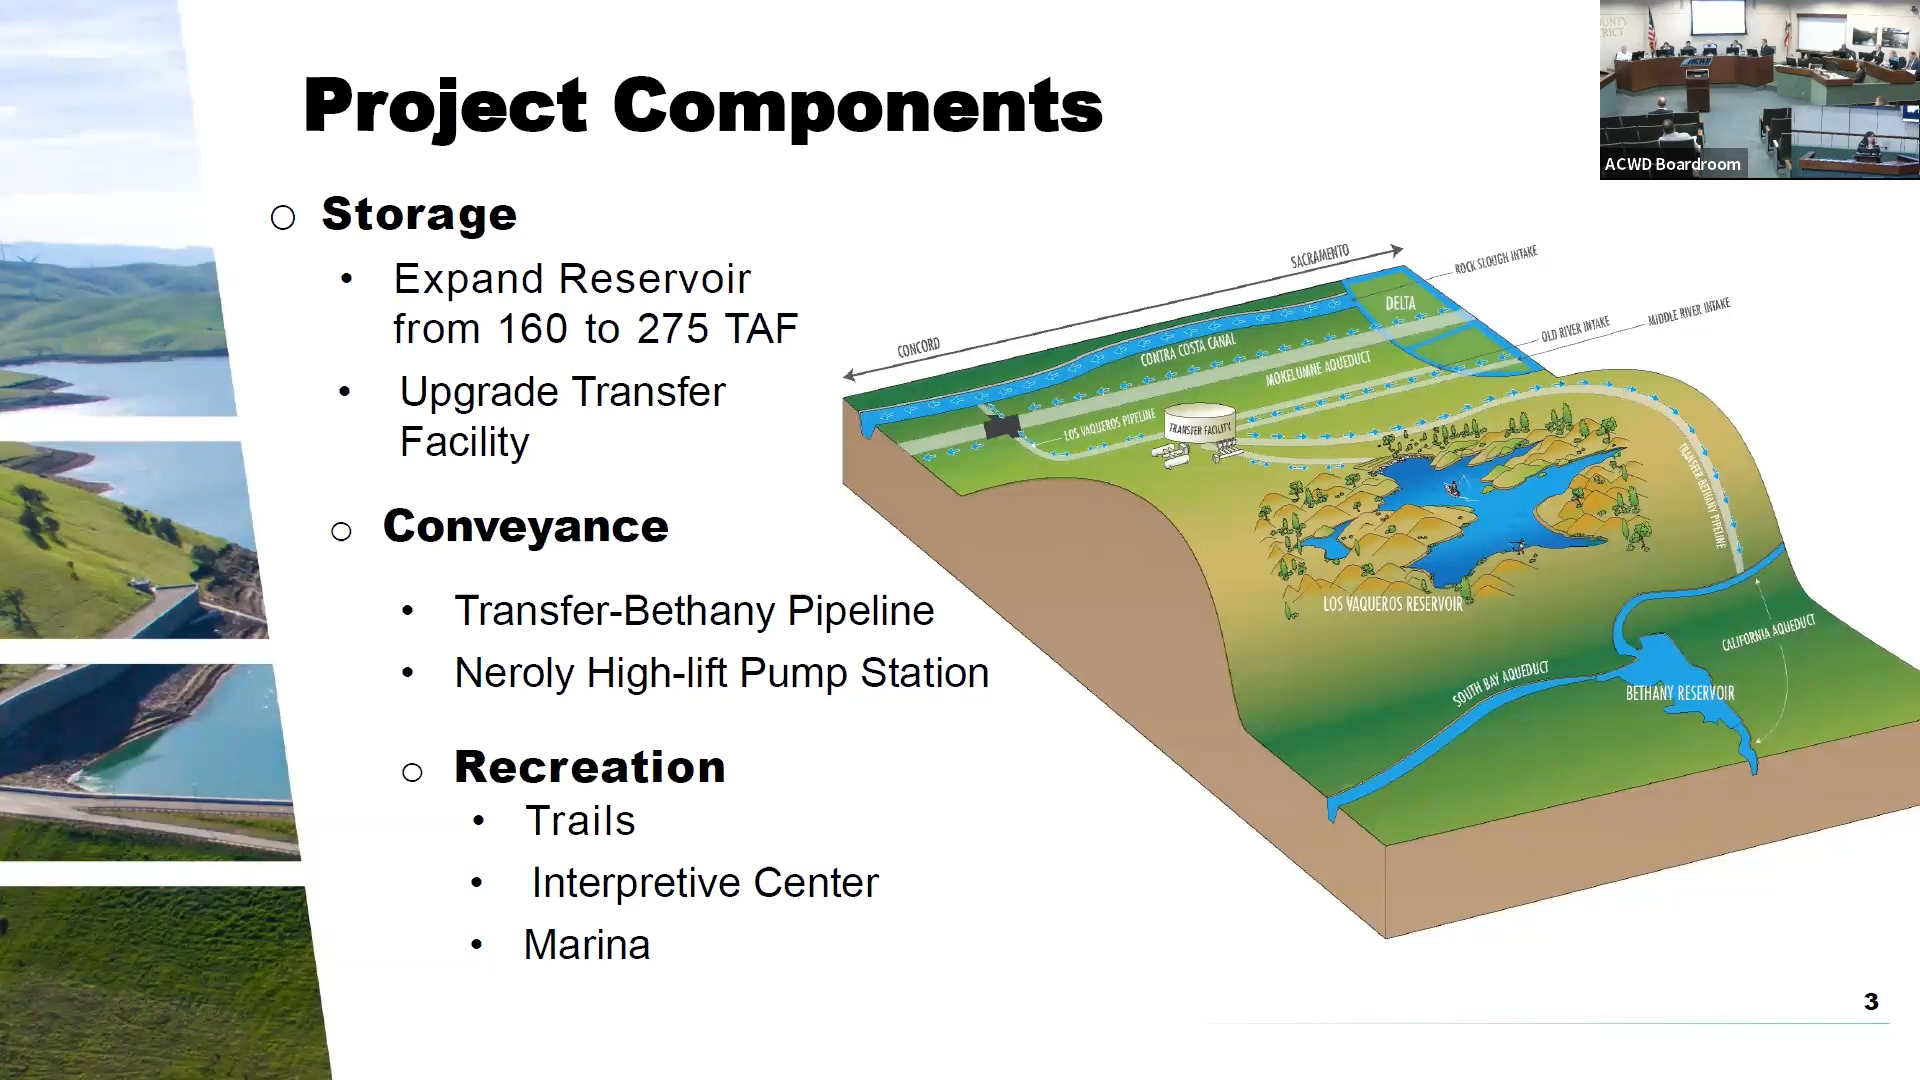 Project Components
Storage
Expand Reservoir
from 160 to 275 TAF
Upgrade Transfer
Facility
Conveyance
Transfer-Bethany Pipeline
Neroly High-lift Pump Station
Recreation
Trails
Interpretive Center
Marina
SACRAMENTO
CONCORD
ROCK SLOUGH INTAKE
DELTA
OLD RIVER INTAKE
MIDDLE RIVER INTAKE
CONTRA COSTA CANAL
MOKELUMNE AQUEDUCT
LOS VAQUEROS PIPELINE
TRANSFER FACILITY
TRANSFER-BETHANY PIPELINE
LOS VAQUEROS RESERVOIR
CALIFORNIA AQUEDUCT
SOUTH BAY AQUEDUCT
BETHANY RESERVOIR
ACWD
ACWD Boardroom
3